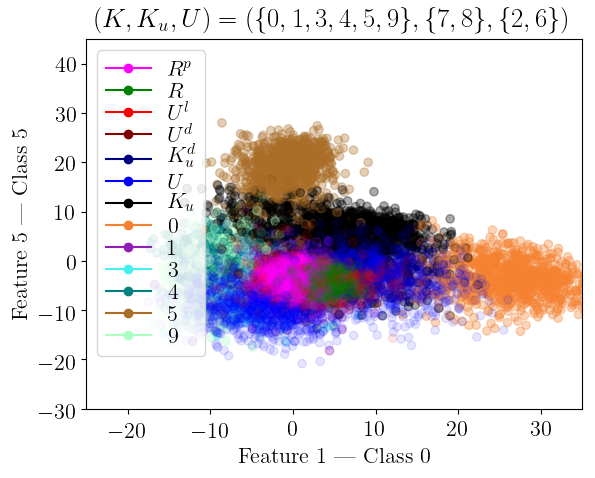 (K, K_u, U) = ({0, 1, 3, 4, 5, 9}, {7, 8}, {2, 6})
40
30
20
10
0
−10
−20
−30
Feature 5 — Class 5
R^p
R
U^l
U^d
K_u^d
U
K_u
0
1
3
4
5
9
−20
−10
0
10
20
30
Feature 1 — Class 0